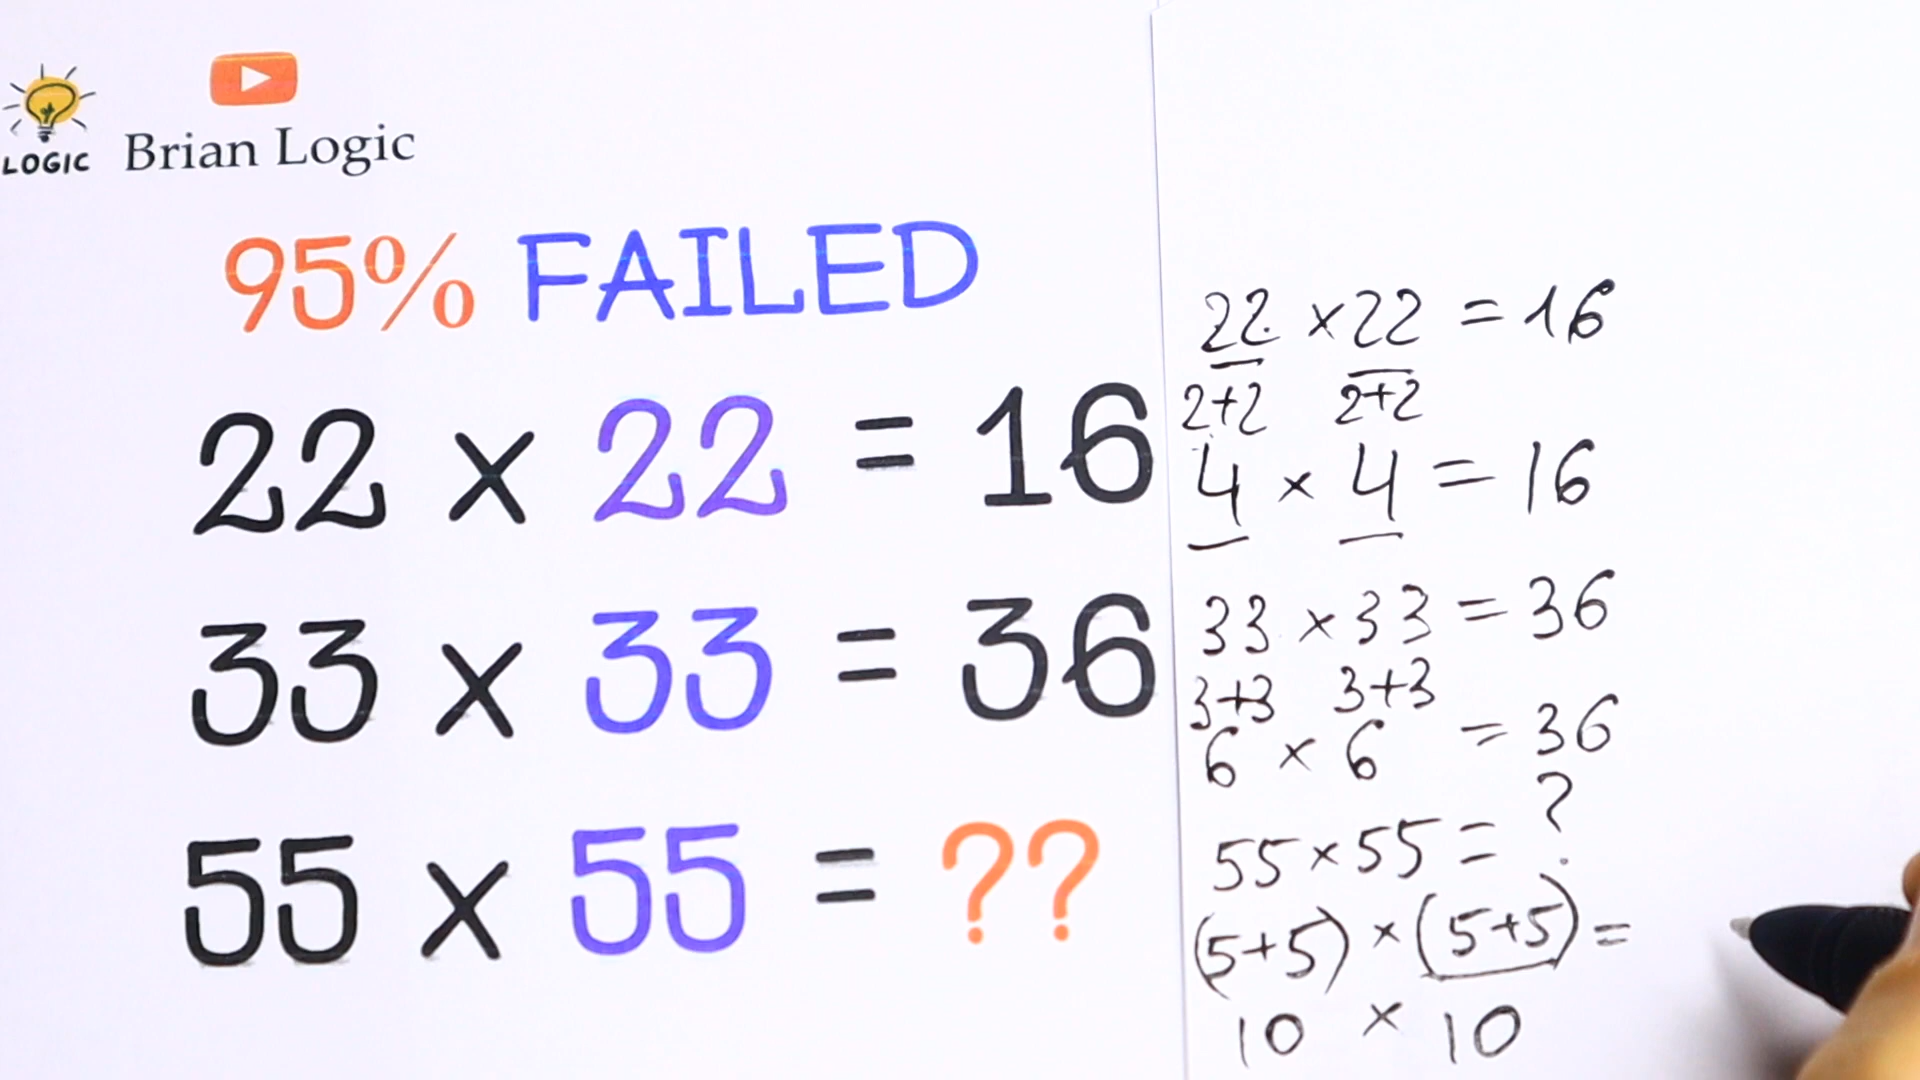 LOGIC Brian Logic
95% FAILED
22 × 22 = 16
33 × 33 = 36
55 × 55 = ??
22 × 22 = 16
2+2 2+2
4 × 4 = 16
33 × 33 = 36
3+3 3+3
6 × 6 = 36
55 × 55 = ?
(5+5) × (5+5) =
10 × 10